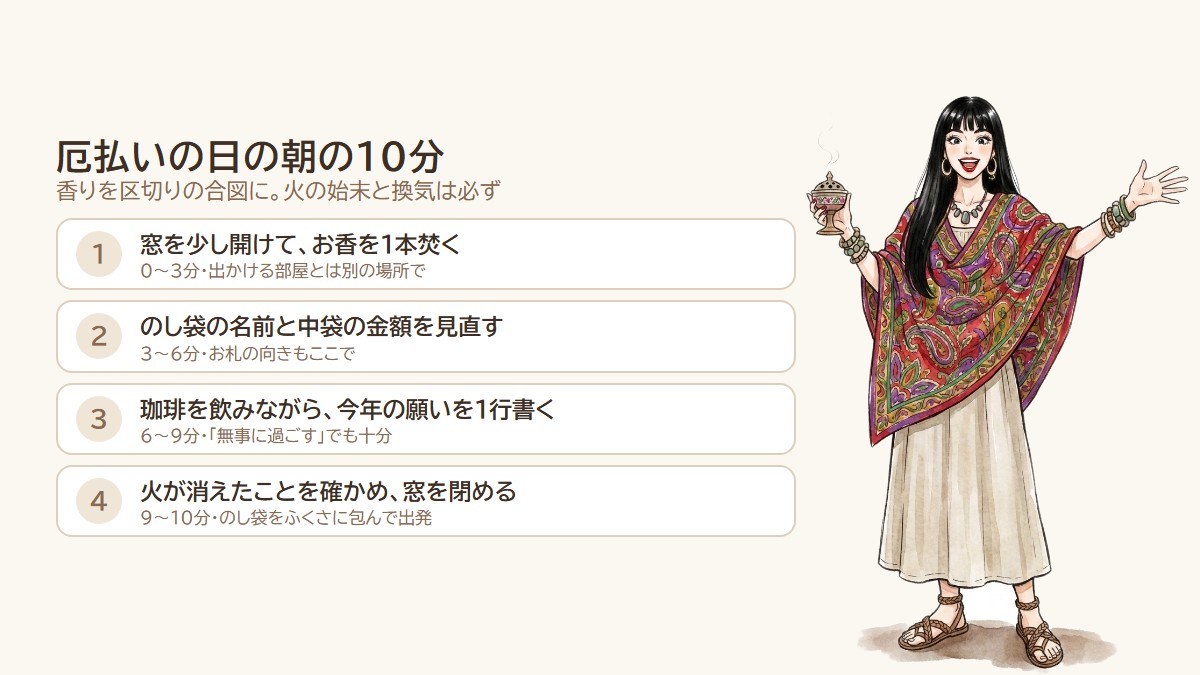 厄払いの日の朝の10分
香りを区切りの合図に。火の始末と換気は必ず
1
窓を少し開けて、お香を1本焚く
0〜3分・出かける部屋とは別の場所で
2
のし袋の名前と中袋の金額を見直す
3〜6分・お札の向きもここで
3
珈琲を飲みながら、今年の願いを1行書く
6〜9分・「無事に過ごす」でも十分
4
火が消えたことを確かめ、窓を閉める
9〜10分・のし袋をふくさに包んで出発